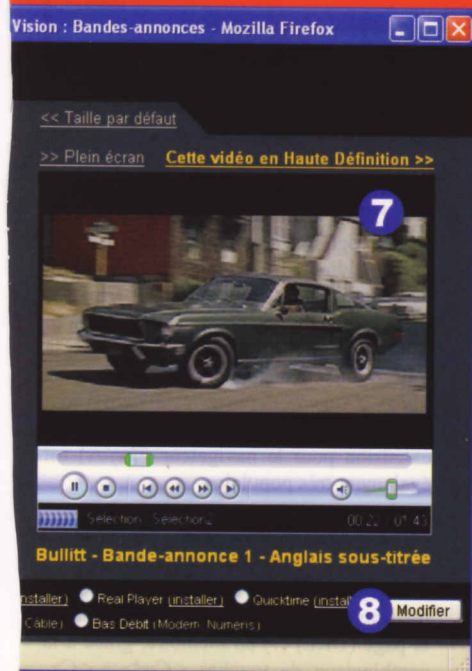 Vision : Bandes-annonces - Mozilla Firefox
<< Taille par défaut
>> Plein écran Cette vidéo en Haute Définition >>
7
Sélection : Sélection2 00:22 / 01:43
Bullitt - Bande-annonce 1 - Anglais sous-titrée
nstaller) Real Player (installer) Quicktime (instal
8 Modifier
Câble) Bas Débit (Modem, Numéris)